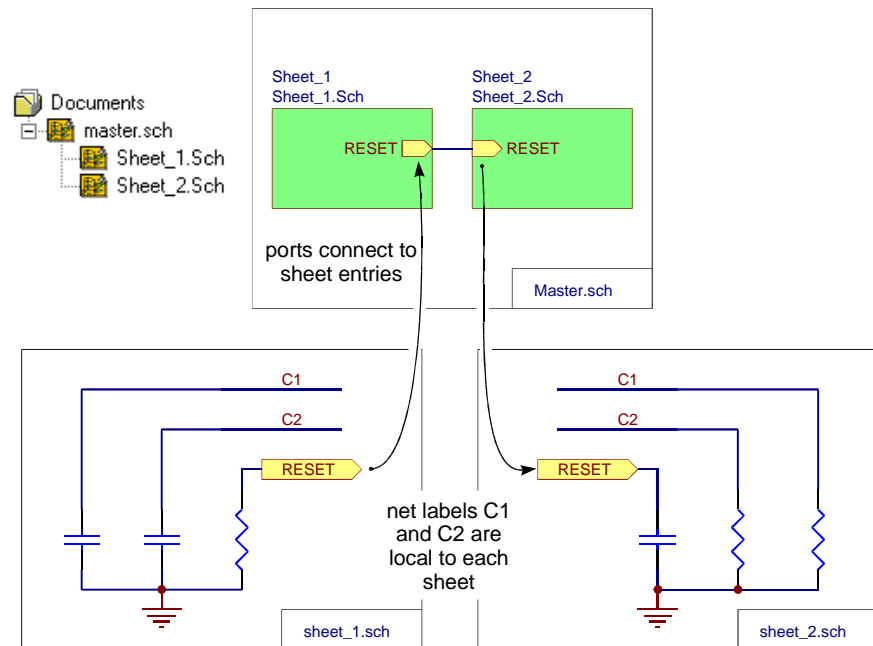 Documents
master.sch
Sheet_1.Sch
Sheet_2.Sch
Sheet_1
Sheet_1.Sch
Sheet_2
Sheet_2.Sch
RESET
RESET
ports connect to
sheet entries
Master.sch
C1
C2
RESET
sheet_1.sch
net labels C1
and C2 are
local to each
sheet
C1
C2
RESET
sheet_2.sch